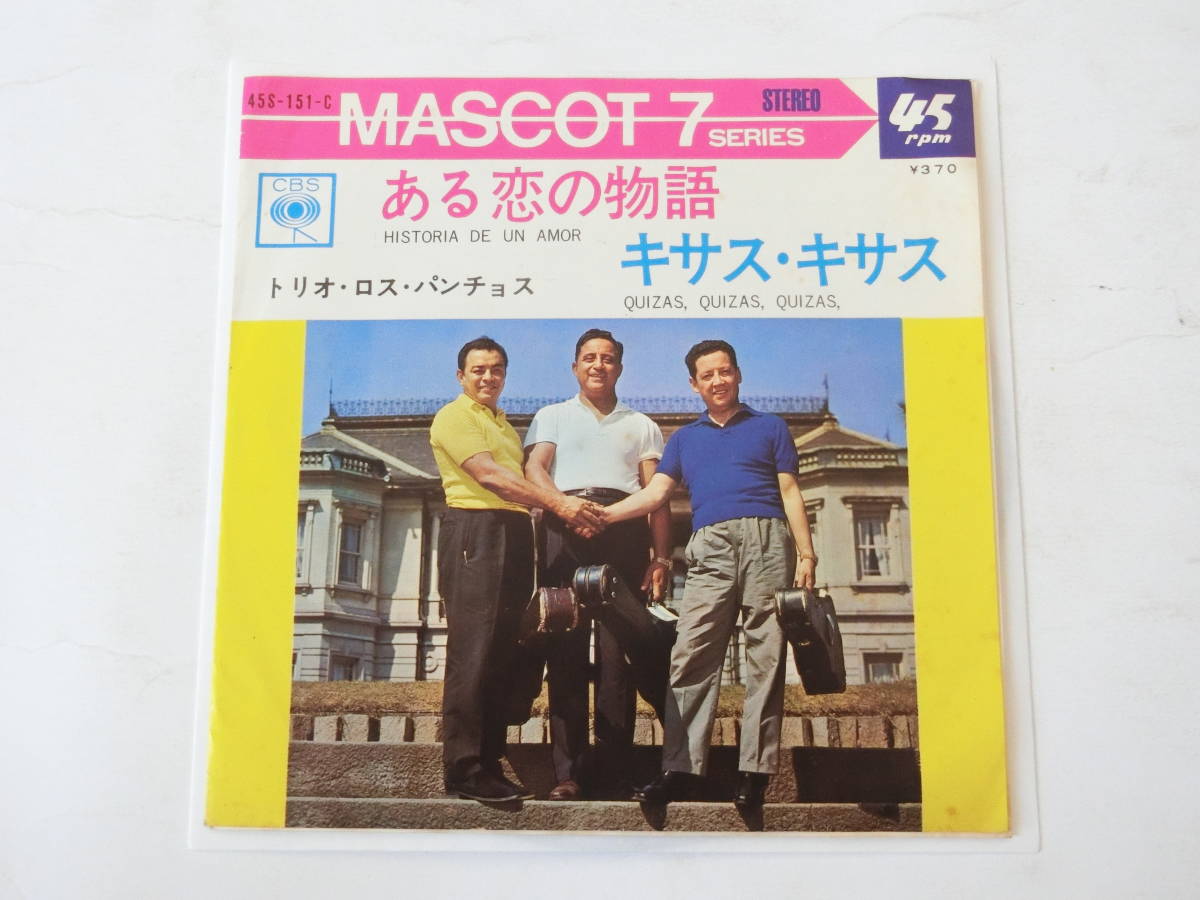 45S-151-C
MASCOT 7 SERIES
STEREO
45 rpm
¥370
CBS
ある恋の物語
HISTORIA DE UN AMOR
キサス・キサス
QUIZAS, QUIZAS, QUIZAS,
トリオ・ロス・パンチョス